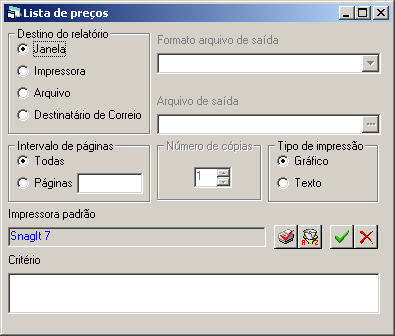 Lista de preços
Destino do relatório
Janela
Impressora
Arquivo
Destinatário de Correio
Formato arquivo de saída
Arquivo de saída
...
Intervalo de páginas
Todas
Páginas
Número de cópias
1
Tipo de impressão
Gráfico
Texto
Impressora padrão
SnagIt 7
Critério